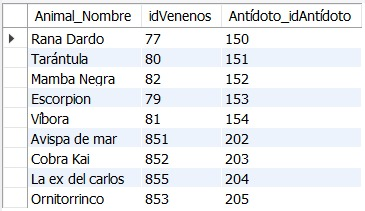 Animal_Nombre idVenenos Antídoto_idAntídoto
Rana Dardo 77 150
Tarántula 80 151
Mamba Negra 82 152
Escorpion 79 153
Víbora 81 154
Avispa de mar 851 202
Cobra Kai 852 203
La ex del carlos 855 204
Ornitorrinco 853 205